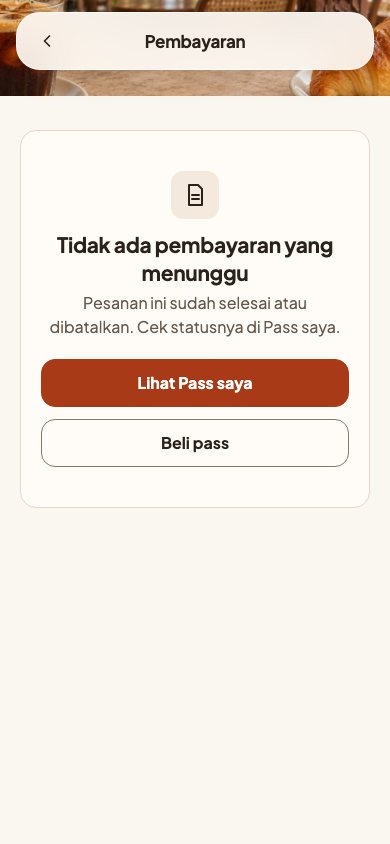 Pembayaran
Tidak ada pembayaran yang
menunggu
Pesanan ini sudah selesai atau
dibatalkan. Cek statusnya di Pass saya.
Lihat Pass saya
Beli pass